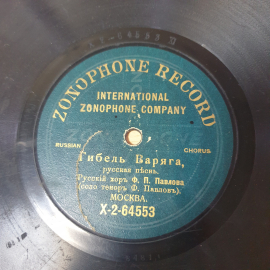 ZONOPHONE RECORD
INTERNATIONAL
ZONOPHONE COMPANY
RUSSIAN CHORUS.
Гибель Варяга,
русская пѣснь.
Русскій хоръ Ф. П. Павлова
(соло теноръ Ф. Павловъ).
МОСКВА.
X-2-64553